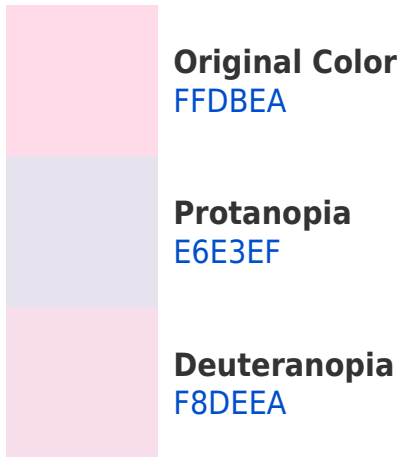 Original Color
FFDBEA
Protanopia
E6E3EF
Deuteranopia
F8DEEA